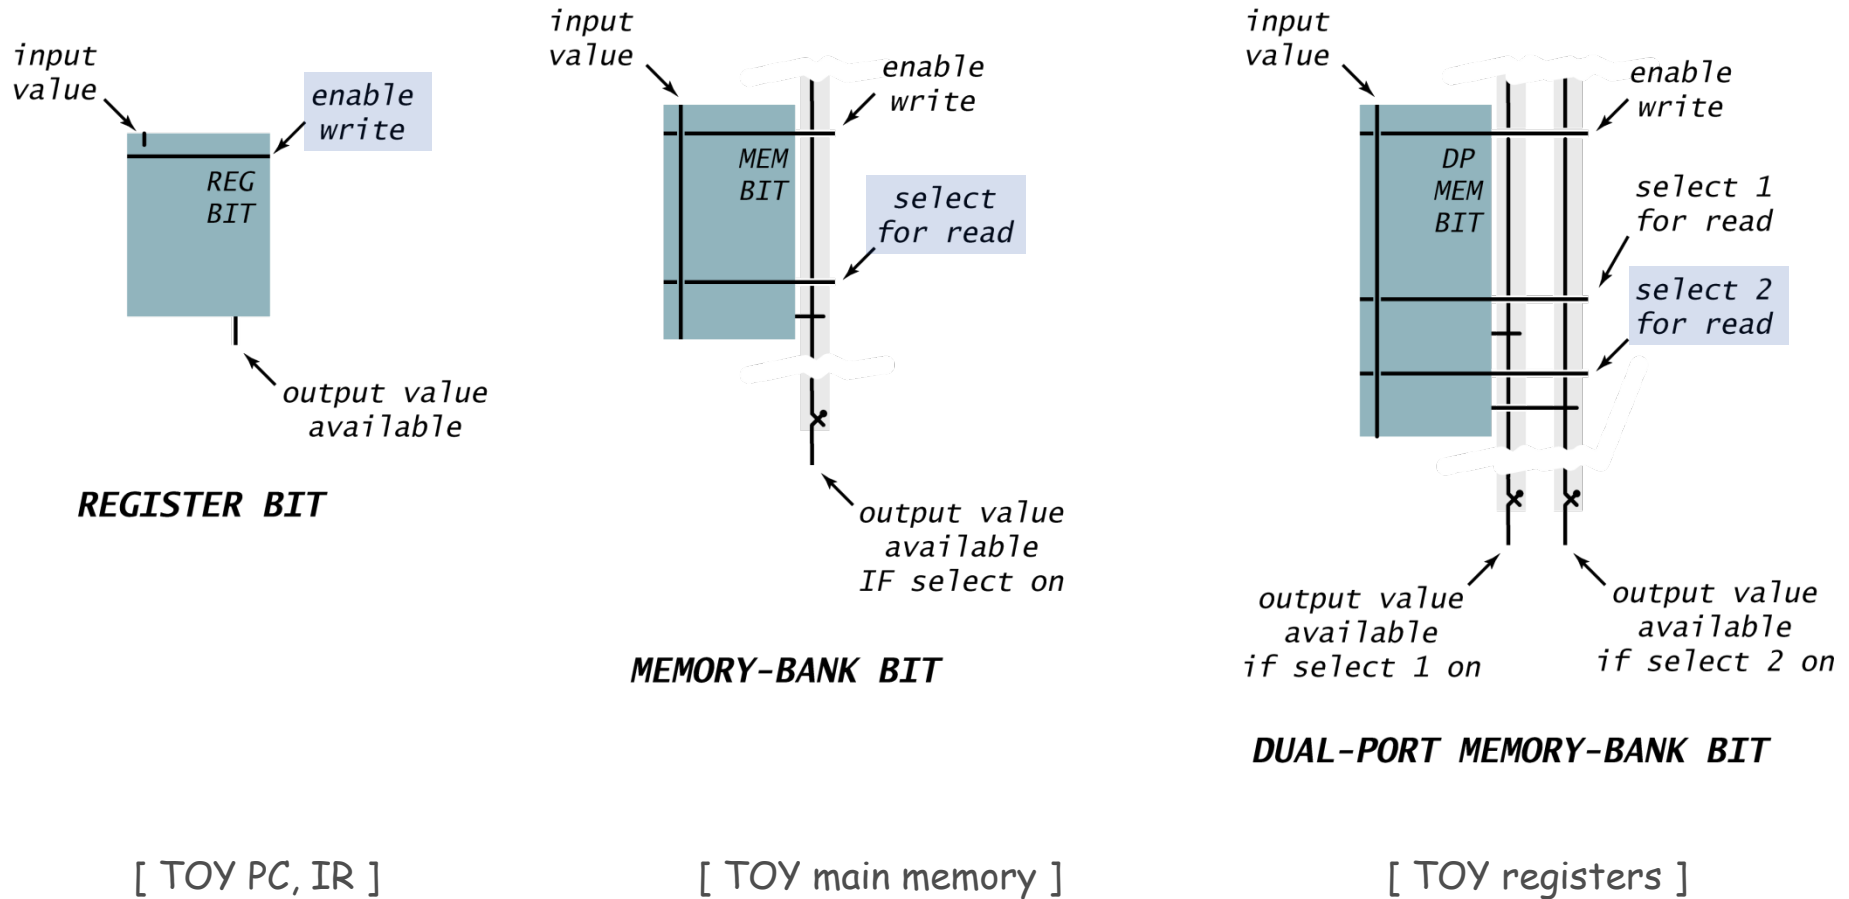 input
value
enable
write
REG
BIT
output value
available
REGISTER BIT
input
value
enable
write
MEM
BIT
select
for read
output value
available
IF select on
MEMORY-BANK BIT
input
value
enable
write
DP
MEM
BIT
select 1
for read
select 2
for read
output value
available
if select 1 on
output value
available
if select 2 on
DUAL-PORT MEMORY-BANK BIT
[ TOY PC, IR ]
[ TOY main memory ]
[ TOY registers ]